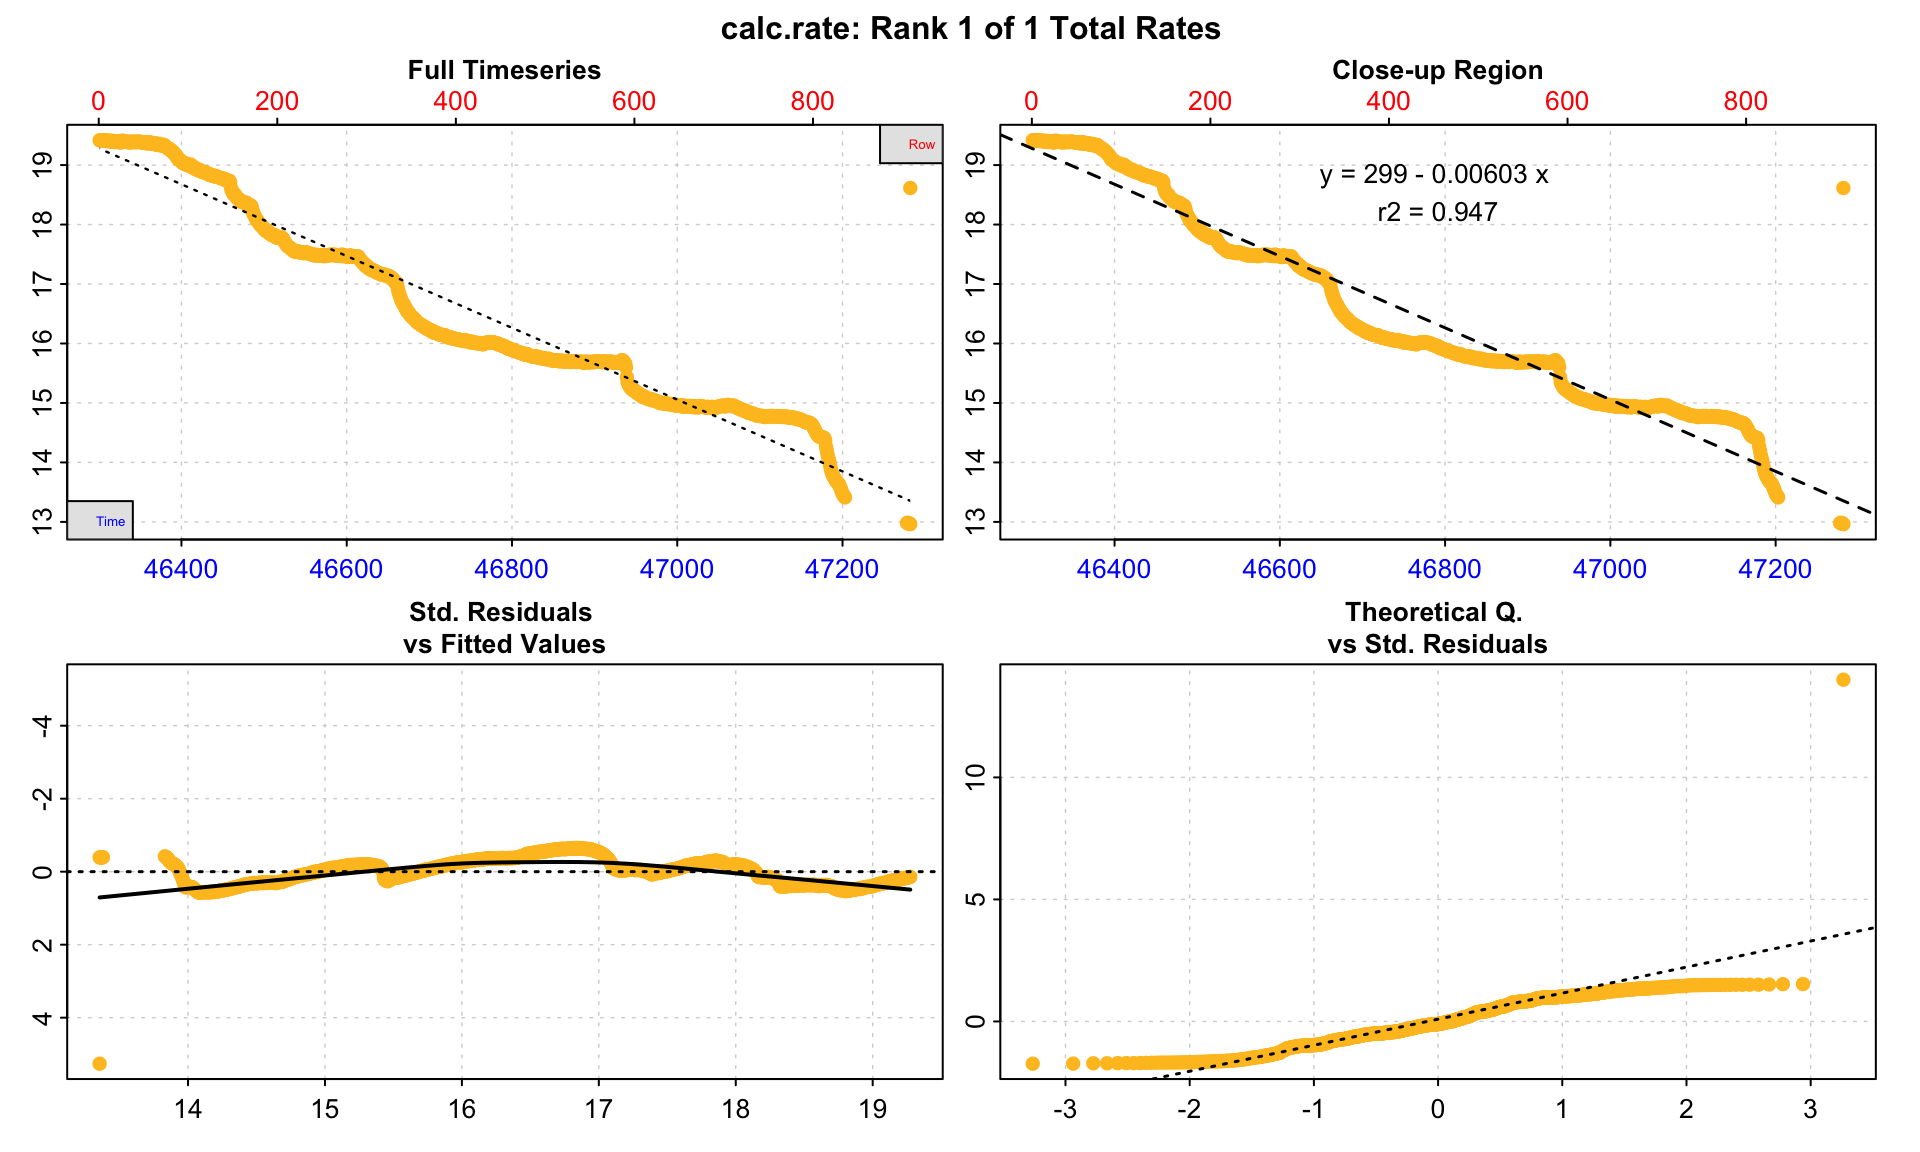 calc.rate: Rank 1 of 1 Total Rates
Full Timeseries
0 200 400 600 800
Row
19
18
17
16
15
14
13
Time
46400 46600 46800 47000 47200
Close-up Region
0 200 400 600 800
y = 299 - 0.00603 x
r2 = 0.947
19
18
17
16
15
14
13
46400 46600 46800 47000 47200
Std. Residuals
vs Fitted Values
-4
-2
0
2
4
14 15 16 17 18 19
Theoretical Q.
vs Std. Residuals
10
5
0
-3 -2 -1 0 1 2 3